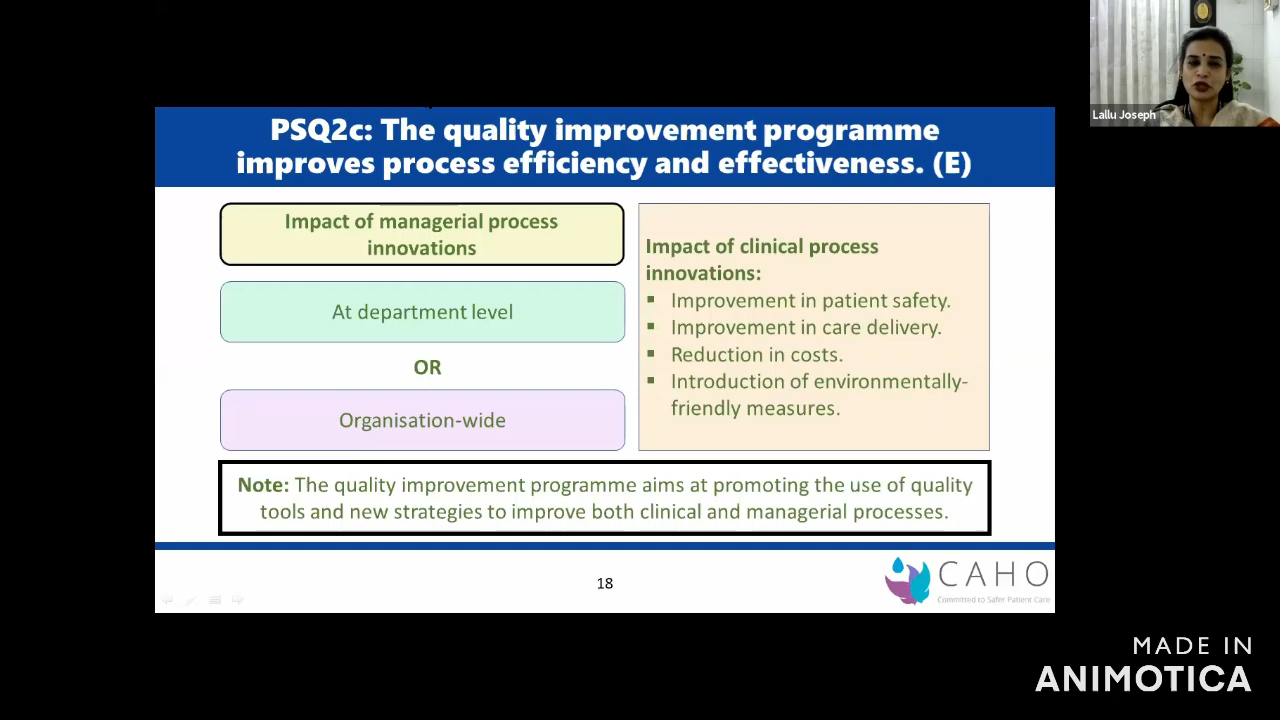 PSQ2c: The quality improvement programme
improves process efficiency and effectiveness. (E)
Impact of managerial process
innovations
At department level
OR
Organisation-wide
Impact of clinical process
innovations:
▪ Improvement in patient safety.
▪ Improvement in care delivery.
▪ Reduction in costs.
▪ Introduction of environmentally-
friendly measures.
Note: The quality improvement programme aims at promoting the use of quality
tools and new strategies to improve both clinical and managerial processes.
18
CAHO
Committed to Safer Patient Care
Lallu Joseph
MADE IN
ANIMOTICA